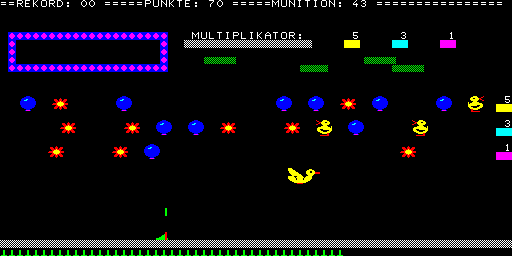 ==REKORD: 00 =====PUNKTE: 70 =====MUNITION: 43 =================
MULTIPLIKATOR: 5 3 1
5
3
1